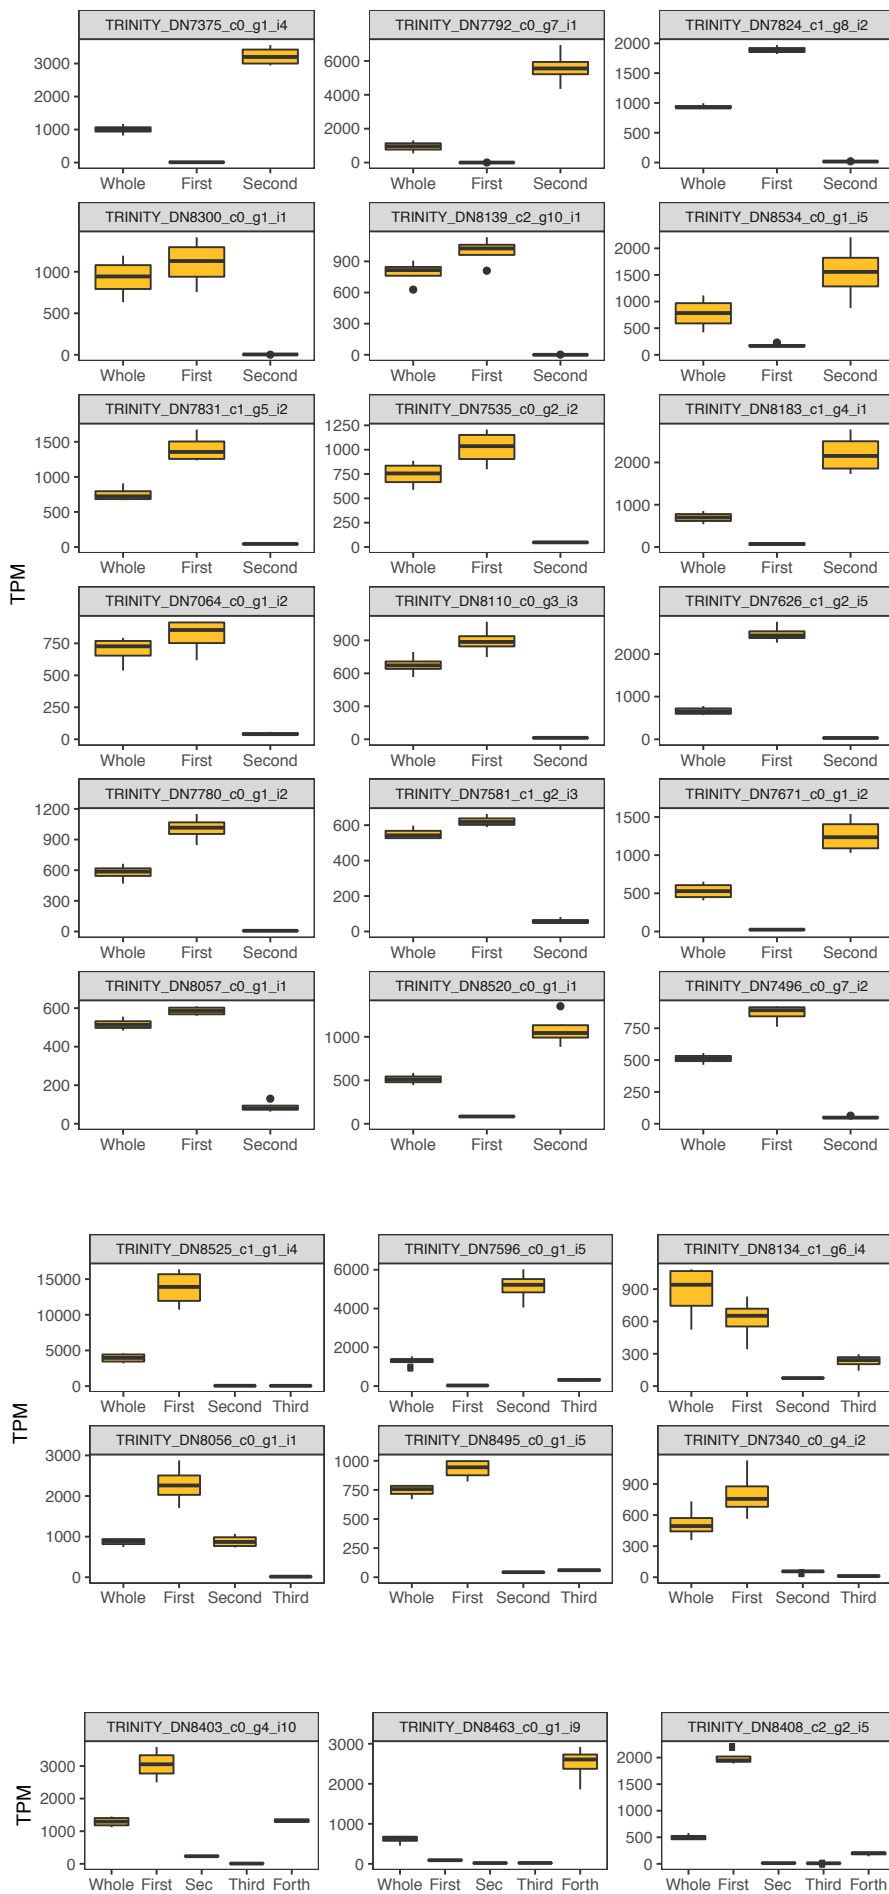 TRINITY_DN7375_c0_g1_i4 TRINITY_DN7792_c0_g7_i1 TRINITY_DN7824_c1_g8_i2
3000 2000 1000 0
6000 4000 2000 0
2000 1500 1000 500 0
Whole First Second Whole First Second Whole First Second
TRINITY_DN8300_c0_g1_i1 TRINITY_DN8139_c2_g10_i1 TRINITY_DN8534_c0_g1_i5
1000 500 0
900 600 300 0
2000 1500 1000 500 0
Whole First Second Whole First Second Whole First Second
TRINITY_DN7831_c1_g5_i2 TRINITY_DN7535_c0_g2_i2 TRINITY_DN8183_c1_g4_i1
1500 1000 500 0
1250 1000 750 500 250 0
2000 1000 0
Whole First Second Whole First Second Whole First Second
TPM
TRINITY_DN7064_c0_g1_i2 TRINITY_DN8110_c0_g3_i3 TRINITY_DN7626_c1_g2_i5
750 500 250 0
900 600 300 0
2000 1000 0
Whole First Second Whole First Second Whole First Second
TRINITY_DN7780_c0_g1_i2 TRINITY_DN7581_c1_g2_i3 TRINITY_DN7671_c0_g1_i2
1200 900 600 300 0
600 400 200 0
1500 1000 500 0
Whole First Second Whole First Second Whole First Second
TRINITY_DN8057_c0_g1_i1 TRINITY_DN8520_c0_g1_i1 TRINITY_DN7496_c0_g7_i2
600 400 200 0
1000 500 0
750 500 250 0
Whole First Second Whole First Second Whole First Second
TRINITY_DN8525_c1_g1_i4 TRINITY_DN7596_c0_g1_i5 TRINITY_DN8134_c1_g6_i4
15000 10000 5000 0
6000 4000 2000 0
900 600 300 0
Whole First Second Third Whole First Second Third Whole First Second Third
TPM
TRINITY_DN8056_c0_g1_i1 TRINITY_DN8495_c0_g1_i5 TRINITY_DN7340_c0_g4_i2
3000 2000 1000 0
1000 750 500 250 0
900 600 300 0
Whole First Second Third Whole First Second Third Whole First Second Third
TRINITY_DN8403_c0_g4_i10 TRINITY_DN8463_c0_g1_i9 TRINITY_DN8408_c2_g2_i5
TPM
3000 2000 1000 0
3000 2000 1000 0
2000 1500 1000 500 0
Whole First Sec Third Forth Whole First Sec Third Forth Whole First Sec Third Forth